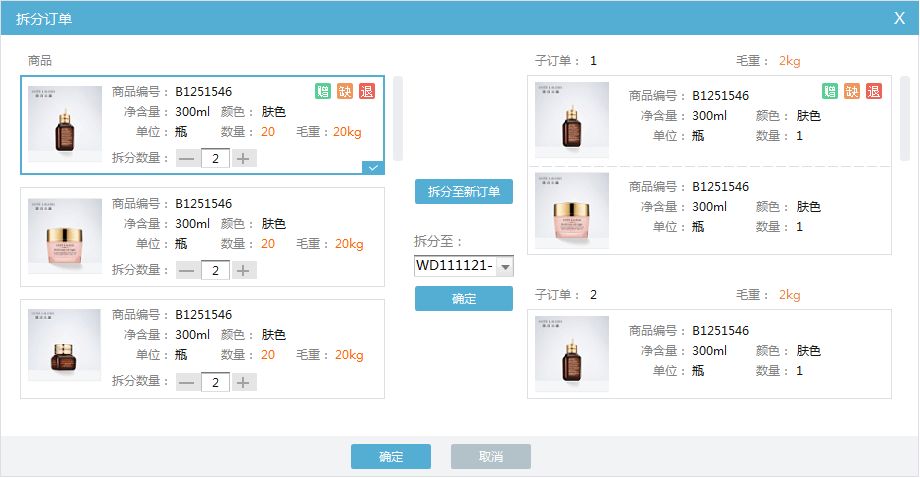 拆分订单 X
商品
商品编号： B1251546 赠 缺 退
净含量： 300ml 颜色： 肤色
单位： 瓶 数量： 20 毛重： 20kg
拆分数量： — 2 +
商品编号： B1251546
净含量： 300ml 颜色： 肤色
单位： 瓶 数量： 20 毛重： 20kg
拆分数量： — 2 +
商品编号： B1251546
净含量： 300ml 颜色： 肤色
单位： 瓶 数量： 20 毛重： 20kg
拆分数量： — 2 +
拆分至新订单
拆分至：
WD111121-
确定
子订单： 1 毛重： 2kg
商品编号： B1251546 赠 缺 退
净含量： 300ml 颜色： 肤色
单位： 瓶 数量： 1
商品编号： B1251546
净含量： 300ml 颜色： 肤色
单位： 瓶 数量： 1
子订单： 2 毛重： 2kg
商品编号： B1251546
净含量： 300ml 颜色： 肤色
单位： 瓶 数量： 1
确定 取消